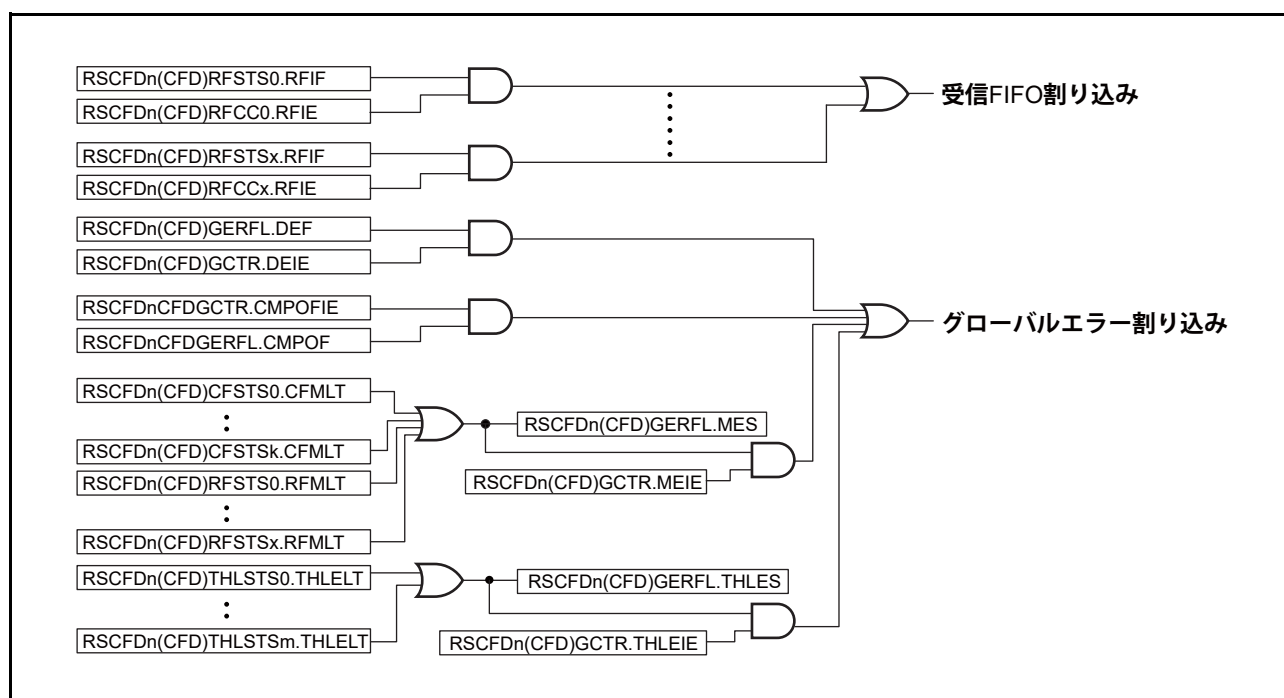 RSCFDn(CFD)RFSTS0.RFIF
RSCFDn(CFD)RFCC0.RFIE
受信FIFO割り込み
RSCFDn(CFD)RFSTSx.RFIF
RSCFDn(CFD)RFCCx.RFIE
RSCFDn(CFD)GERFL.DEF
RSCFDn(CFD)GCTR.DEIE
RSCFDnCFDGCTR.CMPOFIE
RSCFDnCFDGERFL.CMPOF
グローバルエラー割り込み
RSCFDn(CFD)CFSTS0.CFMLT
RSCFDn(CFD)CFSTSk.CFMLT
RSCFDn(CFD)RFSTS0.RFMLT
RSCFDn(CFD)RFSTSx.RFMLT
RSCFDn(CFD)GERFL.MES
RSCFDn(CFD)GCTR.MEIE
RSCFDn(CFD)THLSTS0.THLELT
RSCFDn(CFD)THLSTSm.THLELT
RSCFDn(CFD)GERFL.THLES
RSCFDn(CFD)GCTR.THLEIE